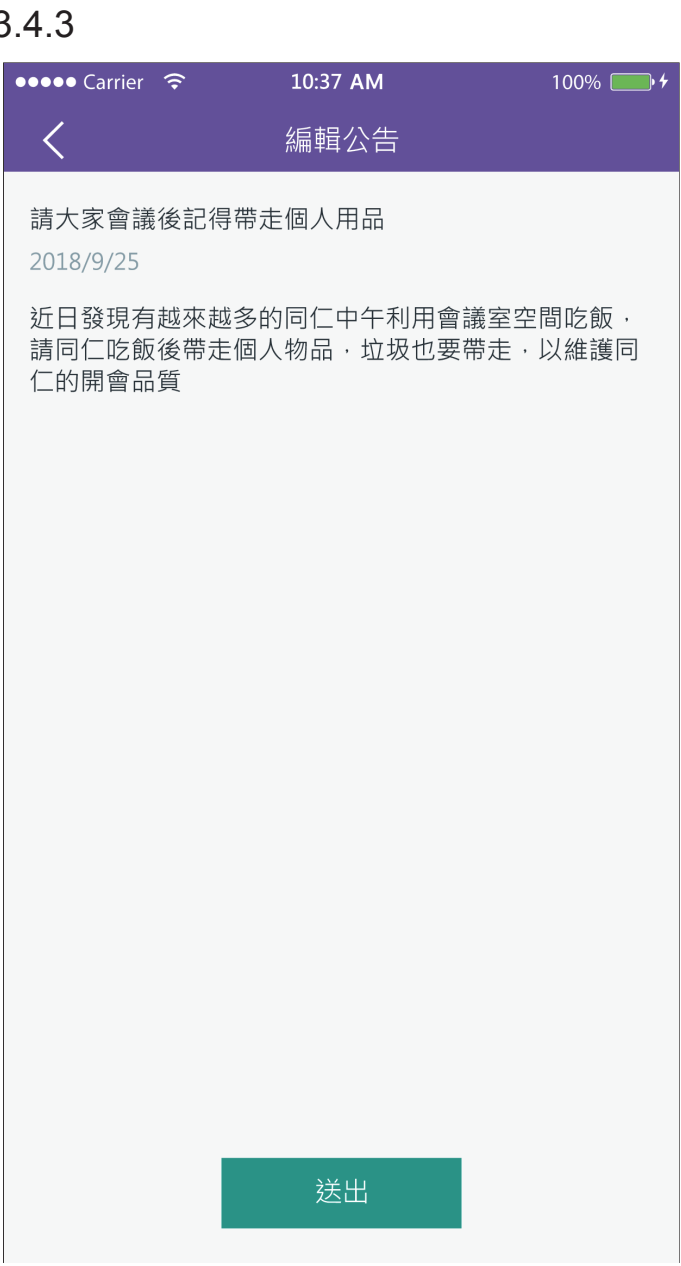 3.4.3
Carrier 10:37 AM 100%
編輯公告
請大家會議後記得帶走個人用品
2018/9/25
近日發現有越來越多的同仁中午利用會議室空間吃飯，
請同仁吃飯後帶走個人物品，垃圾也要帶走，以維護同
仁的開會品質
送出